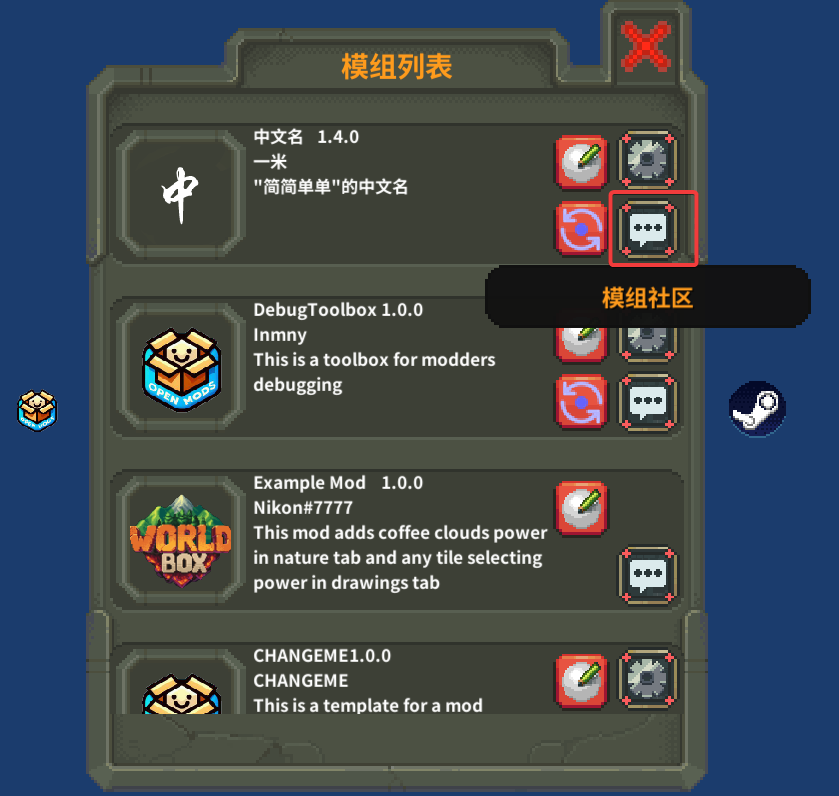 模组列表
中文名 1.4.0
一米
"简简单单"的中文名
中
模组社区
DebugToolbox 1.0.0
Inmny
This is a toolbox for modders
debugging
OPEN MODS
OPEN MODS
Example Mod 1.0.0
Nikon#7777
This mod adds coffee clouds power
in nature tab and any tile selecting
power in drawings tab
WORLD
BOX
CHANGEME1.0.0
CHANGEME
This is a template for a mod